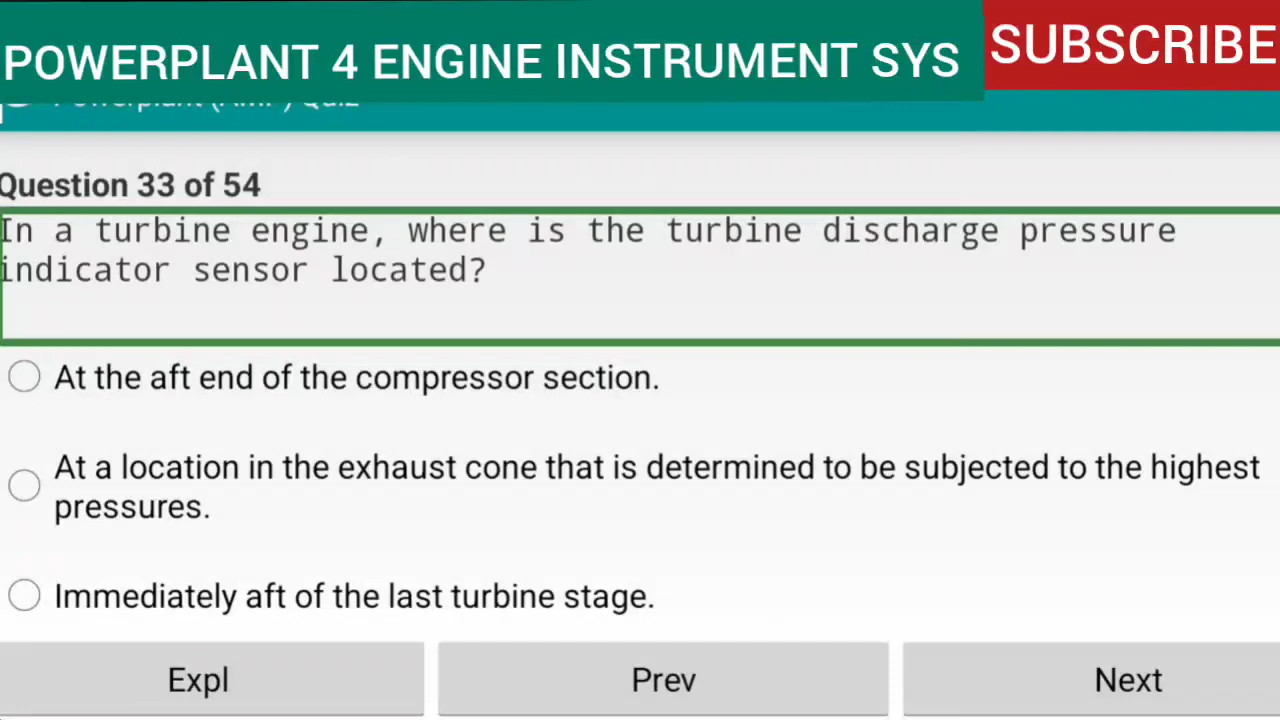 POWERPLANT 4 ENGINE INSTRUMENT SYS
SUBSCRIBE
Question 33 of 54
In a turbine engine, where is the turbine discharge pressure
indicator sensor located?
At the aft end of the compressor section.
At a location in the exhaust cone that is determined to be subjected to the highest
pressures.
Immediately aft of the last turbine stage.
Expl
Prev
Next